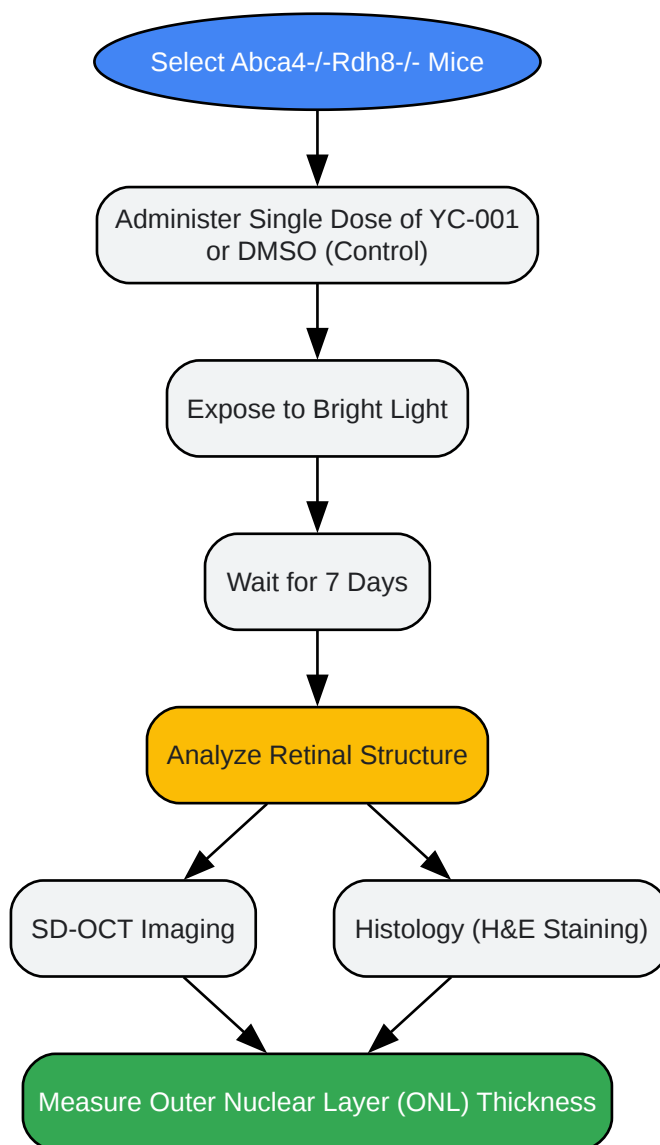 Select Abca4-/-Rdh8-/- Mice
Administer Single Dose of YC-001
or DMSO (Control)
Expose to Bright Light
Wait for 7 Days
Analyze Retinal Structure
SD-OCT Imaging
Histology (H&E Staining)
Measure Outer Nuclear Layer (ONL) Thickness